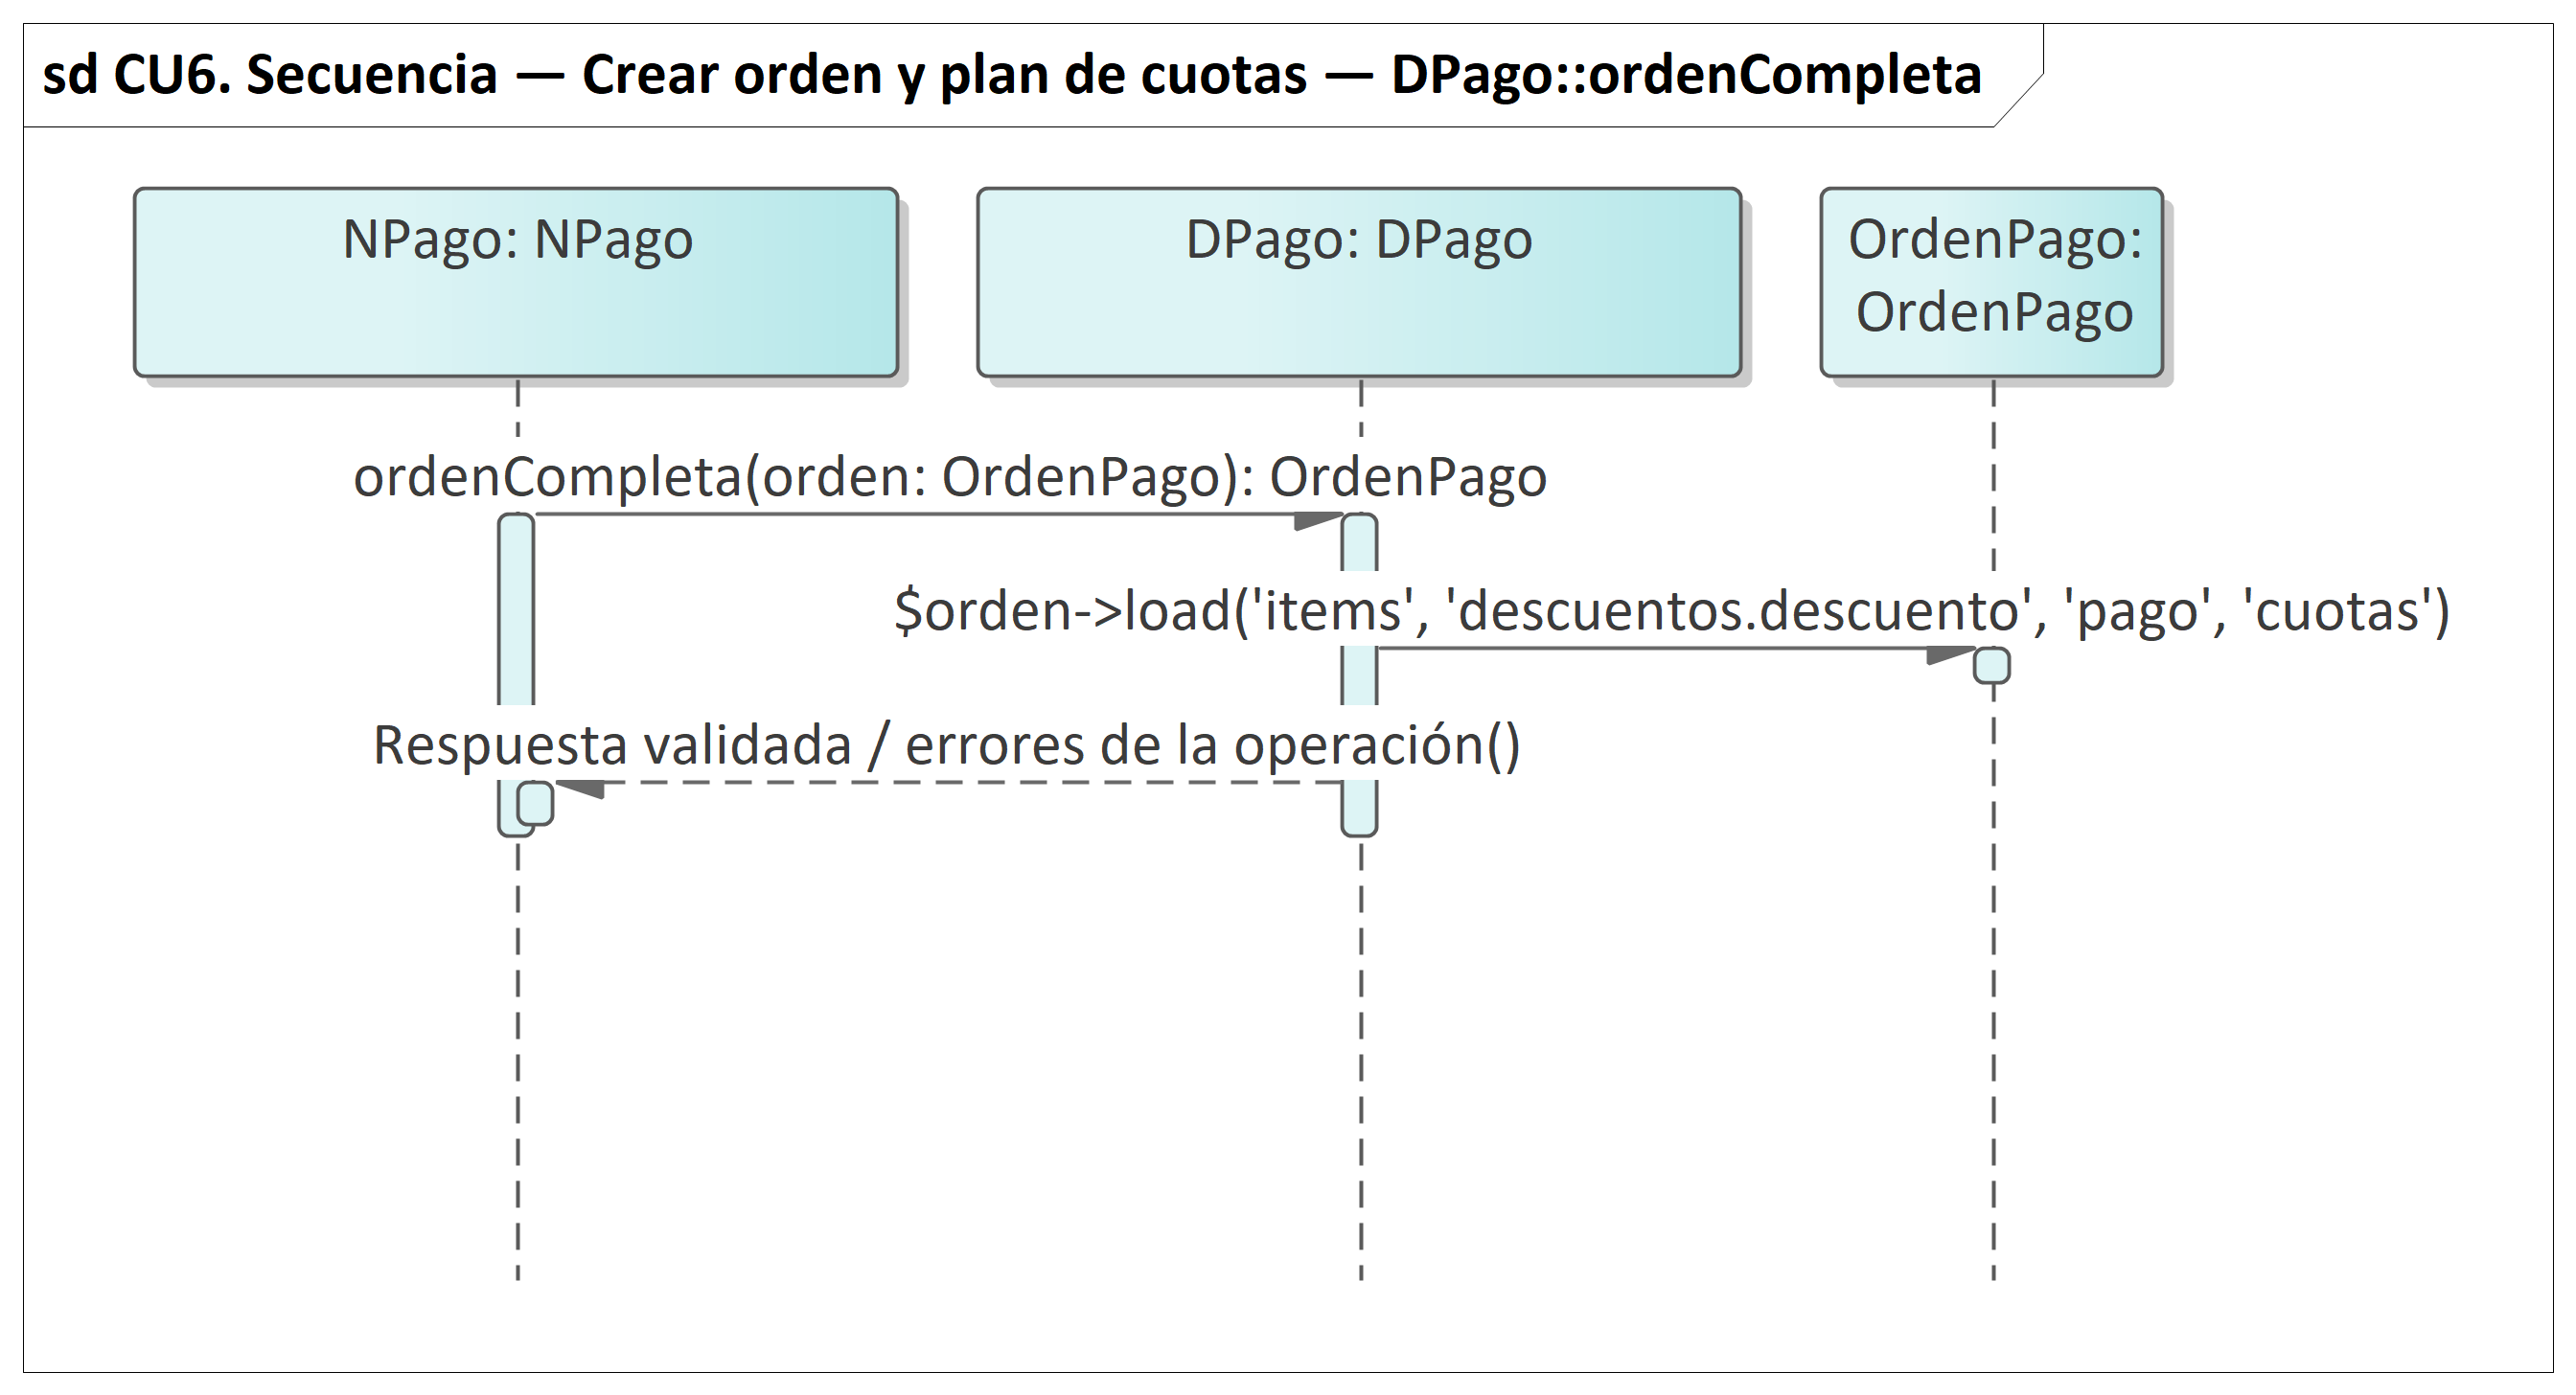 sd CU6. Secuencia — Crear orden y plan de cuotas — DPago::ordenCompleta
NPago: NPago
DPago: DPago
OrdenPago:
OrdenPago
ordenCompleta(orden: OrdenPago): OrdenPago
$orden->load('items', 'descuentos.descuento', 'pago', 'cuotas')
Respuesta validada / errores de la operación()